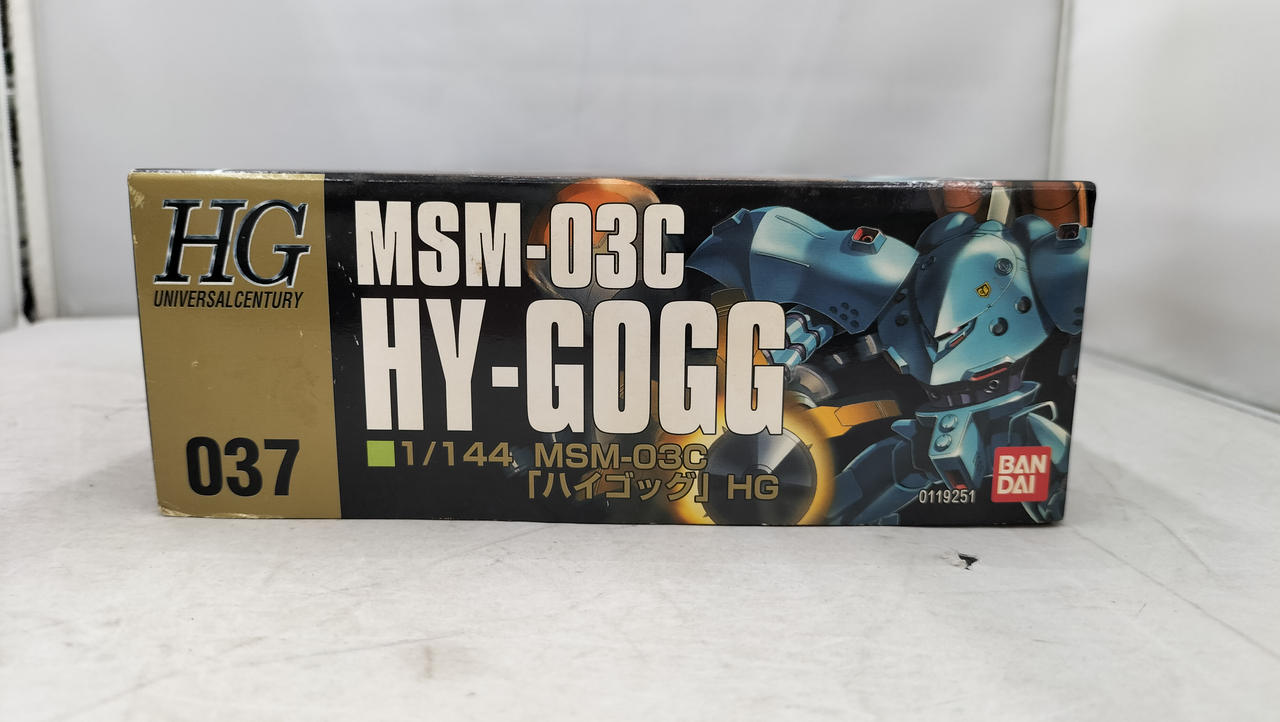 HG
UNIVERSALCENTURY
037
MSM-03C
HY-GOGG
1/144 MSM-03C
「ハイゴッグ」 HG
0119251
BAN
DAI